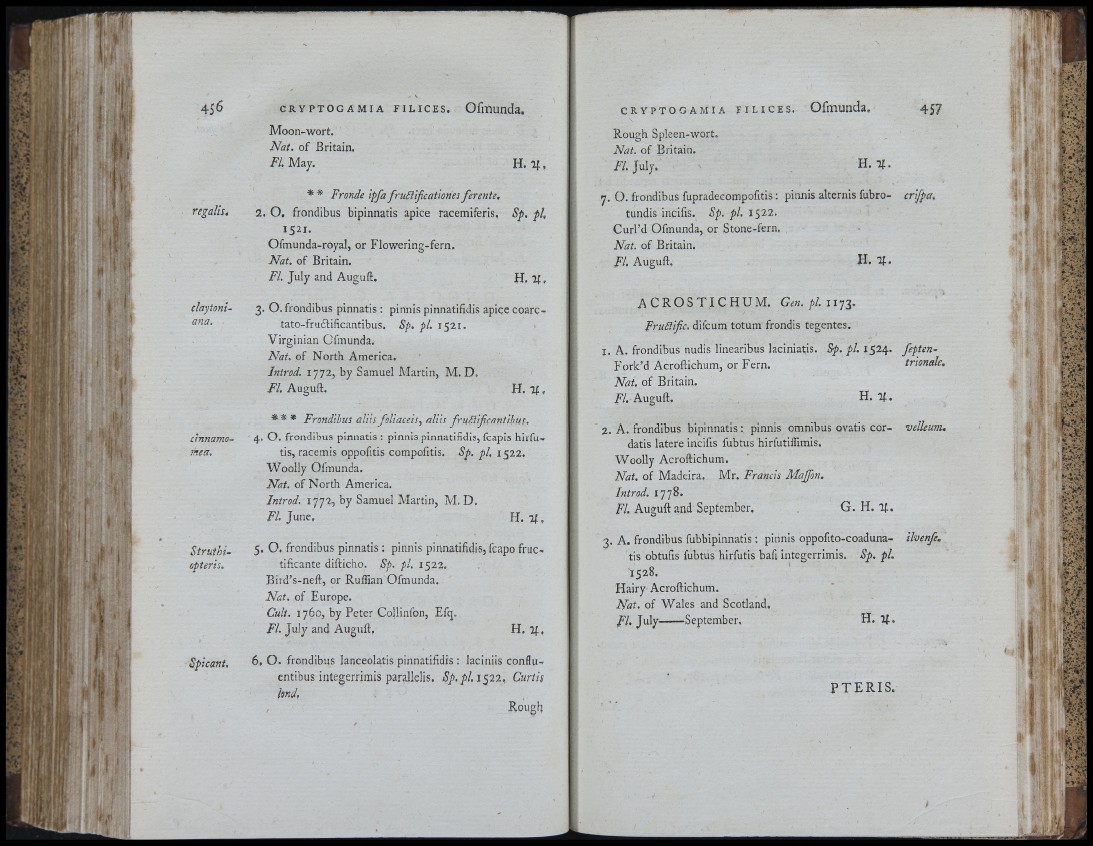 456 CRYPTOGAMIA FILICES. Oſmunda.
Moon-wort.
Nat. of Britain.
Fl. May. H. ♃.
** Fronde ipſa fructificationes ferente.
regalis. 2. O. frondibus bipinnatis apice racemiferis. Sp. pl.
1521.
Oſmunda-royal, or Flowering-fern.
Nat. of Britain.
Fl. July and Auguſt. H. ♃.
claytoni- 3. O. frondibus pinnatis: pinnis pinnatifidis apice coarc-
ana. tato-fructificantibus. Sp. pl. 1521.
Virginian Oſmunda.
Nat. of North America.
Introd. 1772, by Samuel Martin, M. D.
Fl. Auguſt. H. ♃.
*** Frondibus aliis foliaceis, aliis fructificantibus.
cinnamo- 4. O. frondibus pinnatis: pinnis pinnatifidis, ſcapis hirſu-
mea. tis, racemis oppoſitis compoſitis. Sp. pl. 1522.
Woolly Oſmunda.
Nat. of North America.
Introd. 1772, by Samuel Martin, M. D.
Fl. June. H. ♃.
Struthi- 5. O. frondibus pinnatis: pinnis pinnatifidis, ſcapo fruc-
opteris. tificante diſticho. Sp. pl. 1522.
Bird's-neſt, or Ruſſian Oſmunda.
Nat. of Europe.
Cult. 1760, by Peter Collinſon, Eſq.
Fl. July and Auguſt. H. ♃.
Spicant. 6. O. frondibus lanceolatis pinnatifidis: laciniis conflu-
entibus integerrimis parallelis. Sp. pl. 1522. Curtis
lond.
Rough
CRYPTOGAMIA FILICES. Oſmunda. 457
Rough Spleen-wort.
Nat. of Britain.
Fl. July. H. ♃.
7. O. frondibus ſupradecompoſitis: pinnis alternis ſubro- criſpa.
tundis inciſis. Sp. pl. 1522.
Curl'd Oſmunda, or Stone-fern.
Nat. of Britain.
Fl. Auguſt. H. ♃.
ACROSTICHUM. Gen. pl. 1173.
Fructific. diſcum totum frondis tegentes.
1. A. frondibus nudis linearibus laciniatis. Sp. pl. 1524. ſepten-
Fork'd Acroſtichum, or Fern. trionale.
Nat. of Britain.
Fl. Auguſt. H. ♃.
2. A. frondibus bipinnatis: pinnis omnibus ovatis cor- velleum.
datis latere inciſis ſubtus hirſutiſſimis.
Woolly Acroſtichum.
Nat. of Madeira. Mr. Francis Maſſon.
Introd. 1778.
Fl. Auguſt and September. G. H. ♃.
3. A. frondibus ſubbipinnatis: pinnis oppoſito-coaduna- ilvenſe.
tis obtuſis ſubtus hirſutis baſi integerrimis. Sp. pl.
1528.
Hairy Acroſtichum.
Nat. of Wales and Scotland.
Fl. July——September. H. ♃.
PTERIS.